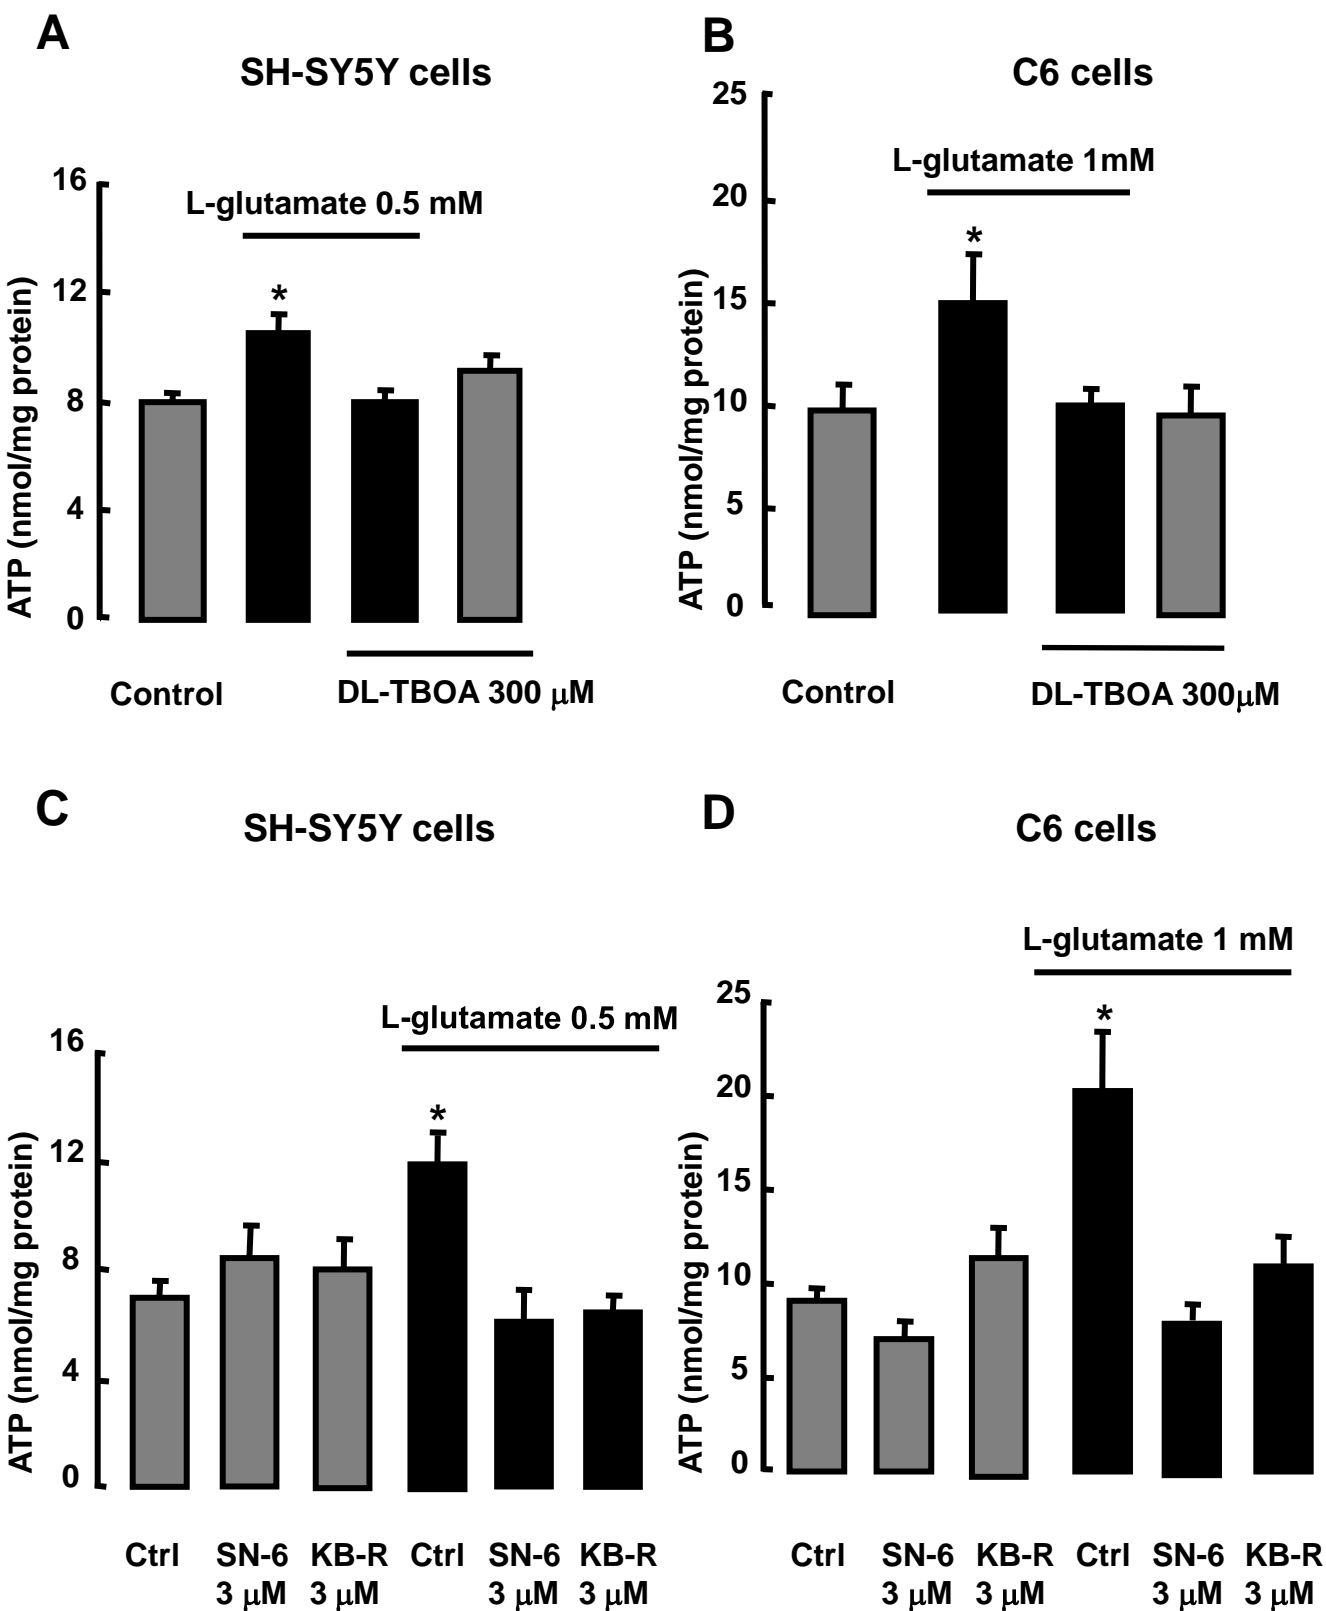 A
SH-SY5Y cells
16
12
8
4
0
ATP (nmol/mg protein)
L-glutamate 0.5 mM
*
Control
DL-TBOA 300 μM
B
C6 cells
25
20
15
10
5
0
ATP (nmol/mg protein)
L-glutamate 1mM
*
Control
DL-TBOA 300μM
C
SH-SY5Y cells
16
12
8
4
0
ATP (nmol/mg protein)
L-glutamate 0.5 mM
*
Ctrl SN-6 KB-R Ctrl SN-6 KB-R
3 μM 3 μM 3 μM 3 μM
D
C6 cells
25
20
15
10
5
0
ATP (nmol/mg protein)
L-glutamate 1 mM
*
Ctrl SN-6 KB-R Ctrl SN-6 KB-R
3 μM 3 μM 3 μM 3 μM